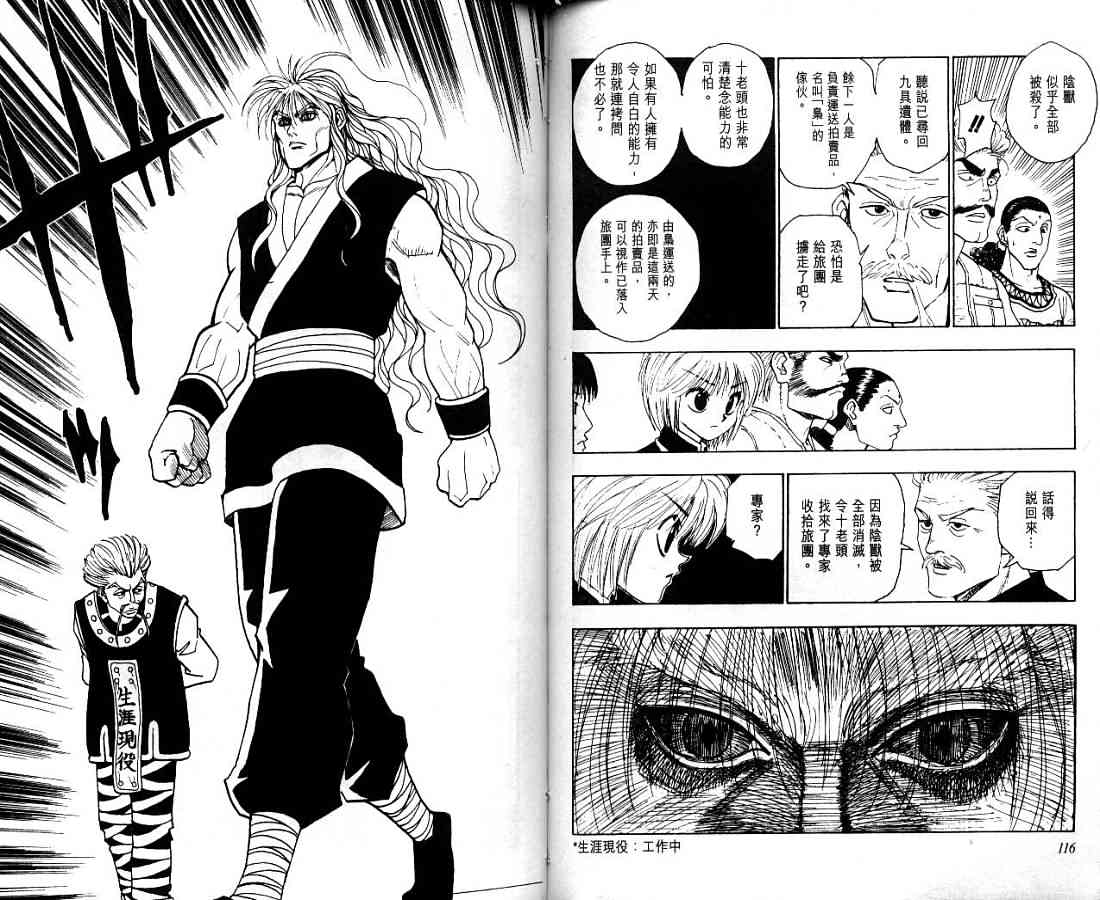 陰獸
似乎全部
被殺了。
!!
聽說已尋回
九具遺體。
餘下一人是
負責運送拍賣品，
名叫「梟」的
傢伙。
恐怕是
給旅團
擄走了吧？
十老頭也非常
清楚念能力的
可怕。
如果有人擁有
令人自白的能力，
那就連拷問
也不必了。
由梟運送的，
亦即是這兩天
的拍賣品，
可以視作已落入
旅團手上。
話得
說回來…
因為陰獸被
全部消滅，
令十老頭
找來了專家
收拾旅團。
專家？
*生涯現役：工作中
116
生涯現役